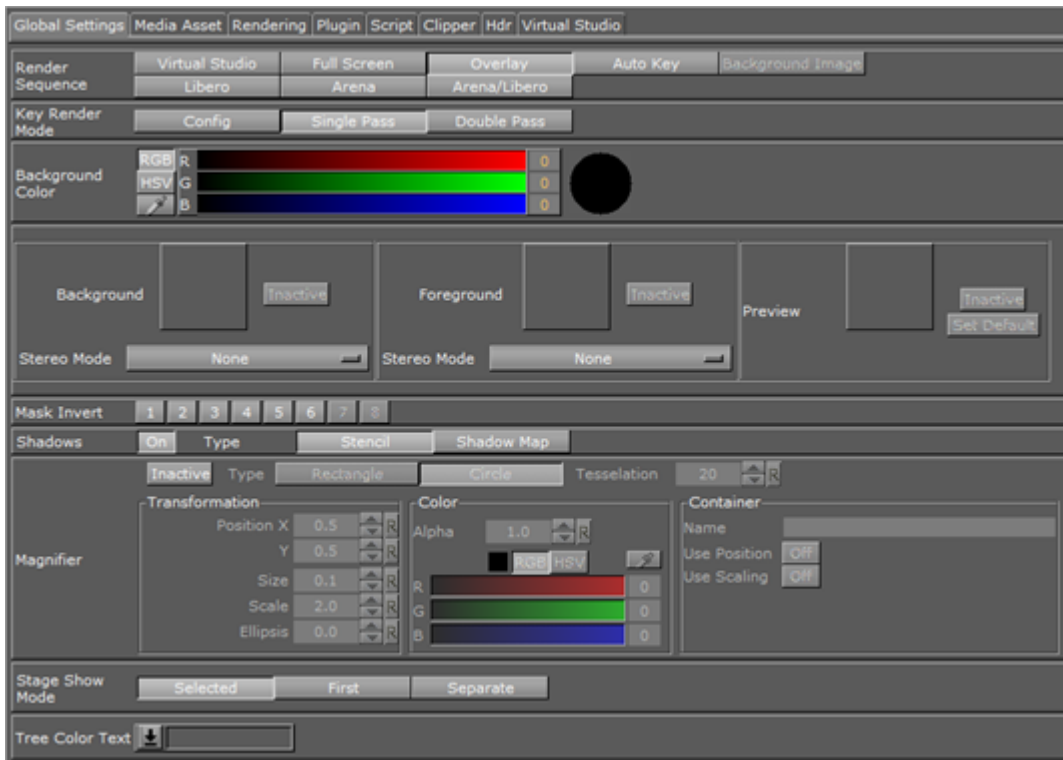 Global Settings Media Asset Rendering Plugin Script Clipper Hdr Virtual Studio
Render Sequence Virtual Studio Full Screen Overlay Auto Key Background Image
Libero Arena Arena/Libero
Key Render Mode Config Single Pass Double Pass
Background Color RGB R 0
HSV G 0
B 0
Background Inactive Foreground Inactive Preview Inactive
Set Default
Stereo Mode None Stereo Mode None
Mask Invert 1 2 3 4 5 6 7 8
Shadows On Type Stencil Shadow Map
Magnifier Inactive Type Rectangle Circle Tesselation 20 R
Transformation Color Container
Position X 0.5 R Alpha 1.0 R Name
Y 0.5 R RGB HSV Use Position Off
Size 0.1 R R 0 Use Scaling Off
Scale 2.0 R G 0
Ellipsis 0.0 R B 0
Stage Show Mode Selected First Separate
Tree Color Text